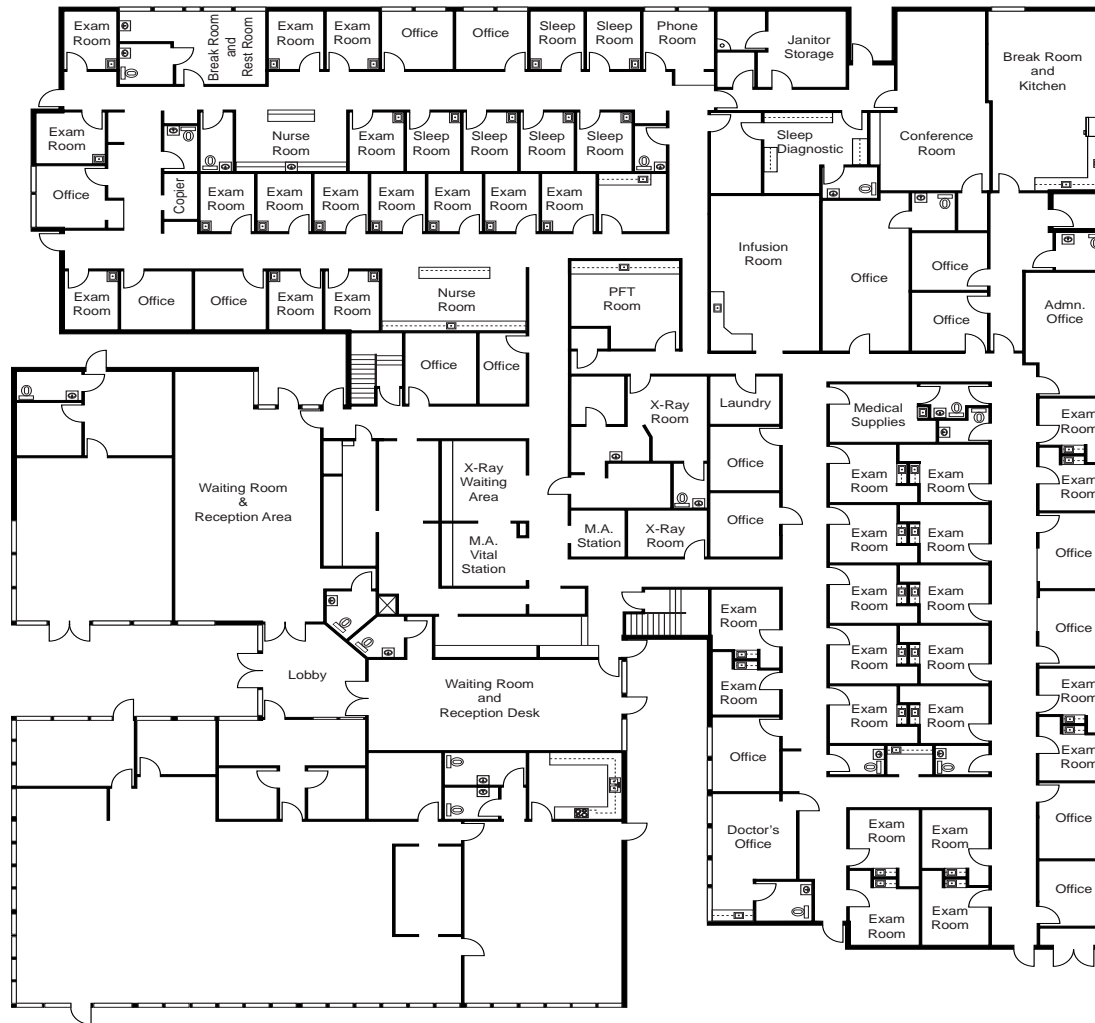 Exam
Room
Break Room
and
Rest Room
Exam
Room
Exam
Room
Office
Office
Sleep
Room
Sleep
Room
Phone
Room
Janitor
Storage
Break Room
and
Kitchen
Exam
Room
Nurse
Room
Exam
Room
Sleep
Room
Sleep
Room
Sleep
Room
Sleep
Room
Sleep
Diagnostic
Conference
Room
Office
Copier
Exam
Room
Exam
Room
Exam
Room
Exam
Room
Exam
Room
Exam
Room
Exam
Room
Infusion
Room
Office
Office
Office
Admn.
Office
Exam
Room
Office
Office
Exam
Room
Exam
Room
Nurse
Room
PFT
Room
Office
Office
X-Ray
Room
Laundry
Medical
Supplies
Exam
Room
Waiting Room
&
Reception Area
X-Ray
Waiting
Area
Office
Exam
Room
Exam
Room
Exam
Room
M.A.
Vital
Station
M.A.
Station
X-Ray
Room
Office
Exam
Room
Exam
Room
Office
Exam
Room
Exam
Room
Exam
Room
Office
Lobby
Waiting Room
and
Reception Desk
Exam
Room
Exam
Room
Exam
Room
Exam
Room
Exam
Room
Exam
Room
Office
Exam
Room
Exam
Room
Office
Doctor's
Office
Exam
Room
Exam
Room
Office
Exam
Room
Exam
Room